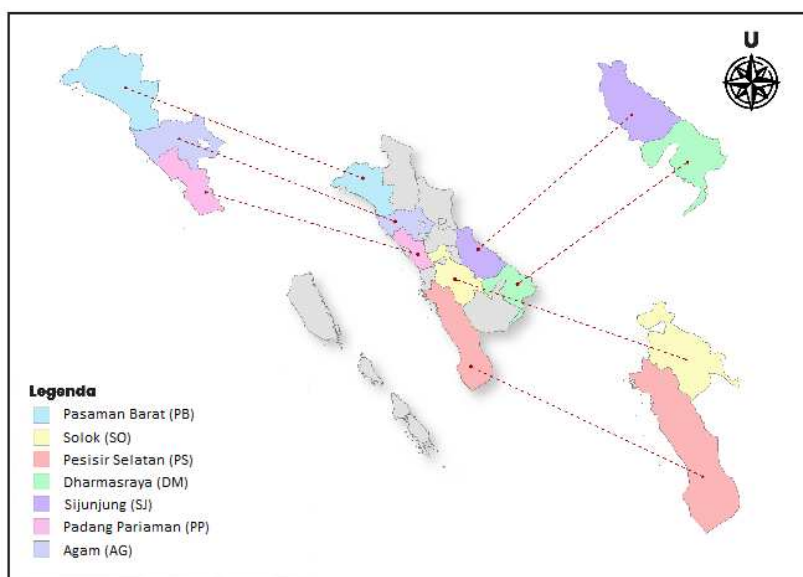 U
Legenda
Pasaman Barat (PB)
Solok (SO)
Pesisir Selatan (PS)
Dharmasraya (DM)
Sijunjung (SJ)
Padang Pariaman (PP)
Agam (AG)